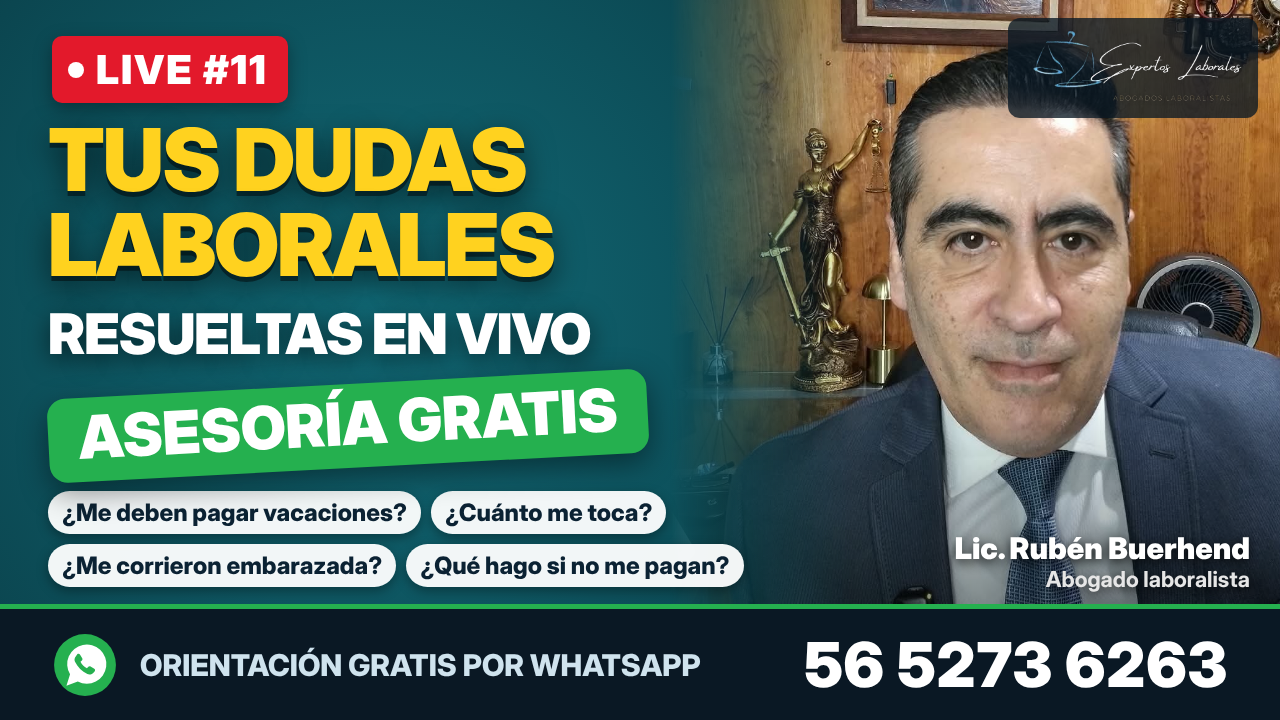 LIVE #11
TUS DUDAS
LABORALES
RESUELTAS EN VIVO
ASESORÍA GRATIS
¿Me deben pagar vacaciones?
¿Cuánto me toca?
¿Me corrieron embarazada?
¿Qué hago si no me pagan?
Expertos Laborales
ABOGADOS LABORALISTAS
Lic. Rubén Buerhend
Abogado laboralista
ORIENTACIÓN GRATIS POR WHATSAPP
56 5273 6263